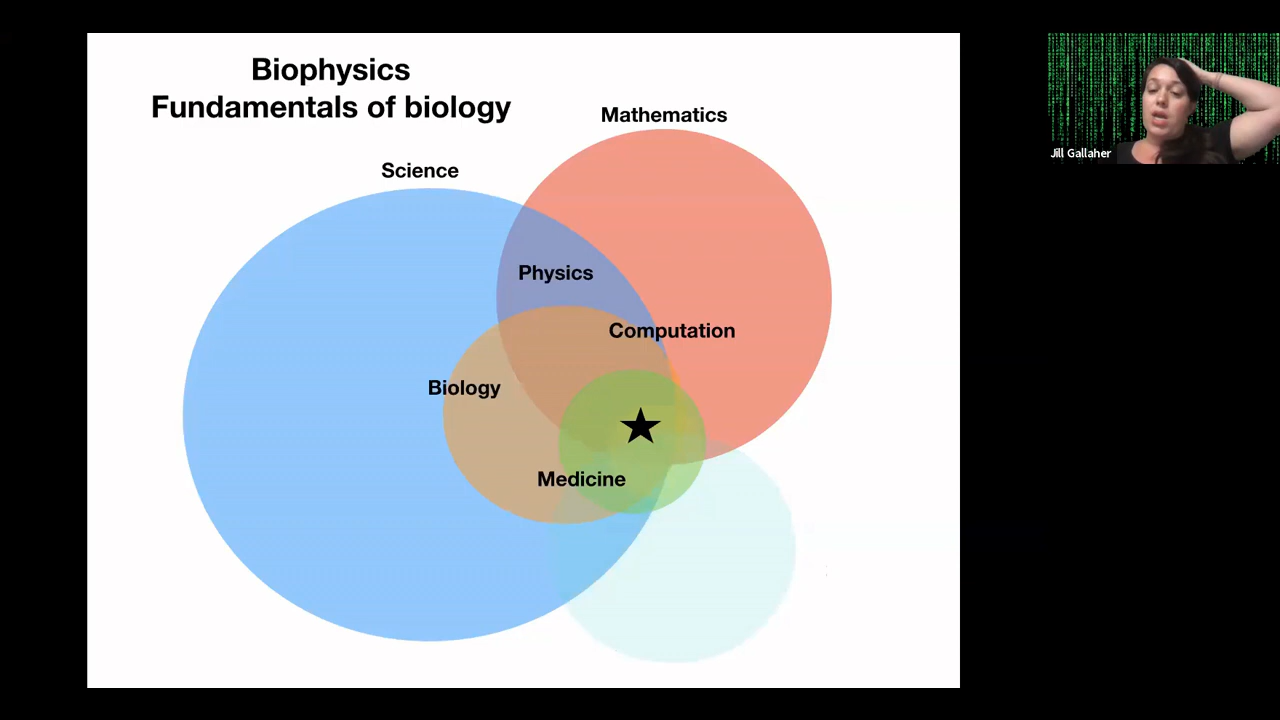 Biophysics
Fundamentals of biology
Mathematics
Science
Physics
Computation
Biology
Medicine
Jill Gallaher